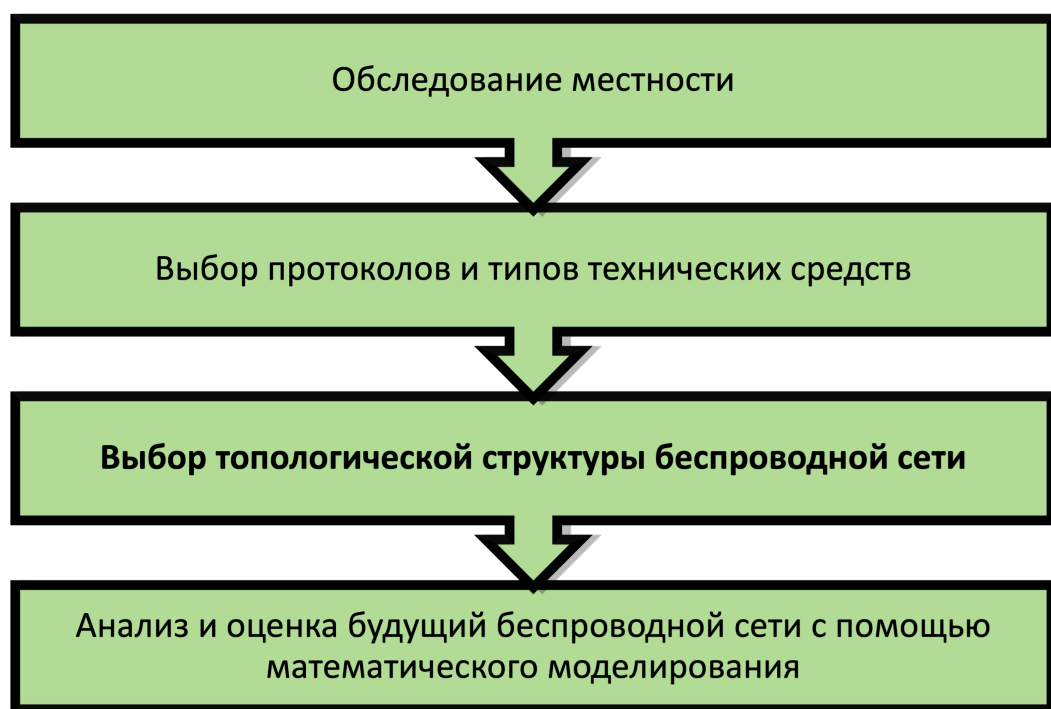 Обследование местности
Выбор протоколов и типов технических средств
Выбор топологической структуры беспроводной сети
Анализ и оценка будущий беспроводной сети с помощью
математического моделирования